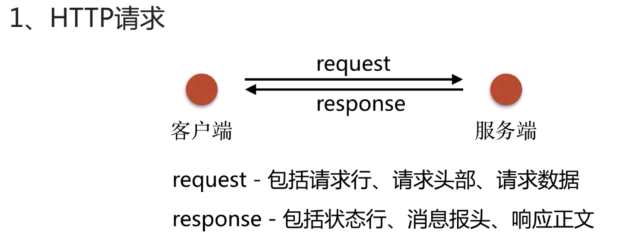 1、HTTP请求
request
response
客户端
服务端
request - 包括请求行、请求头部、请求数据
response - 包括状态行、消息报头、响应正文